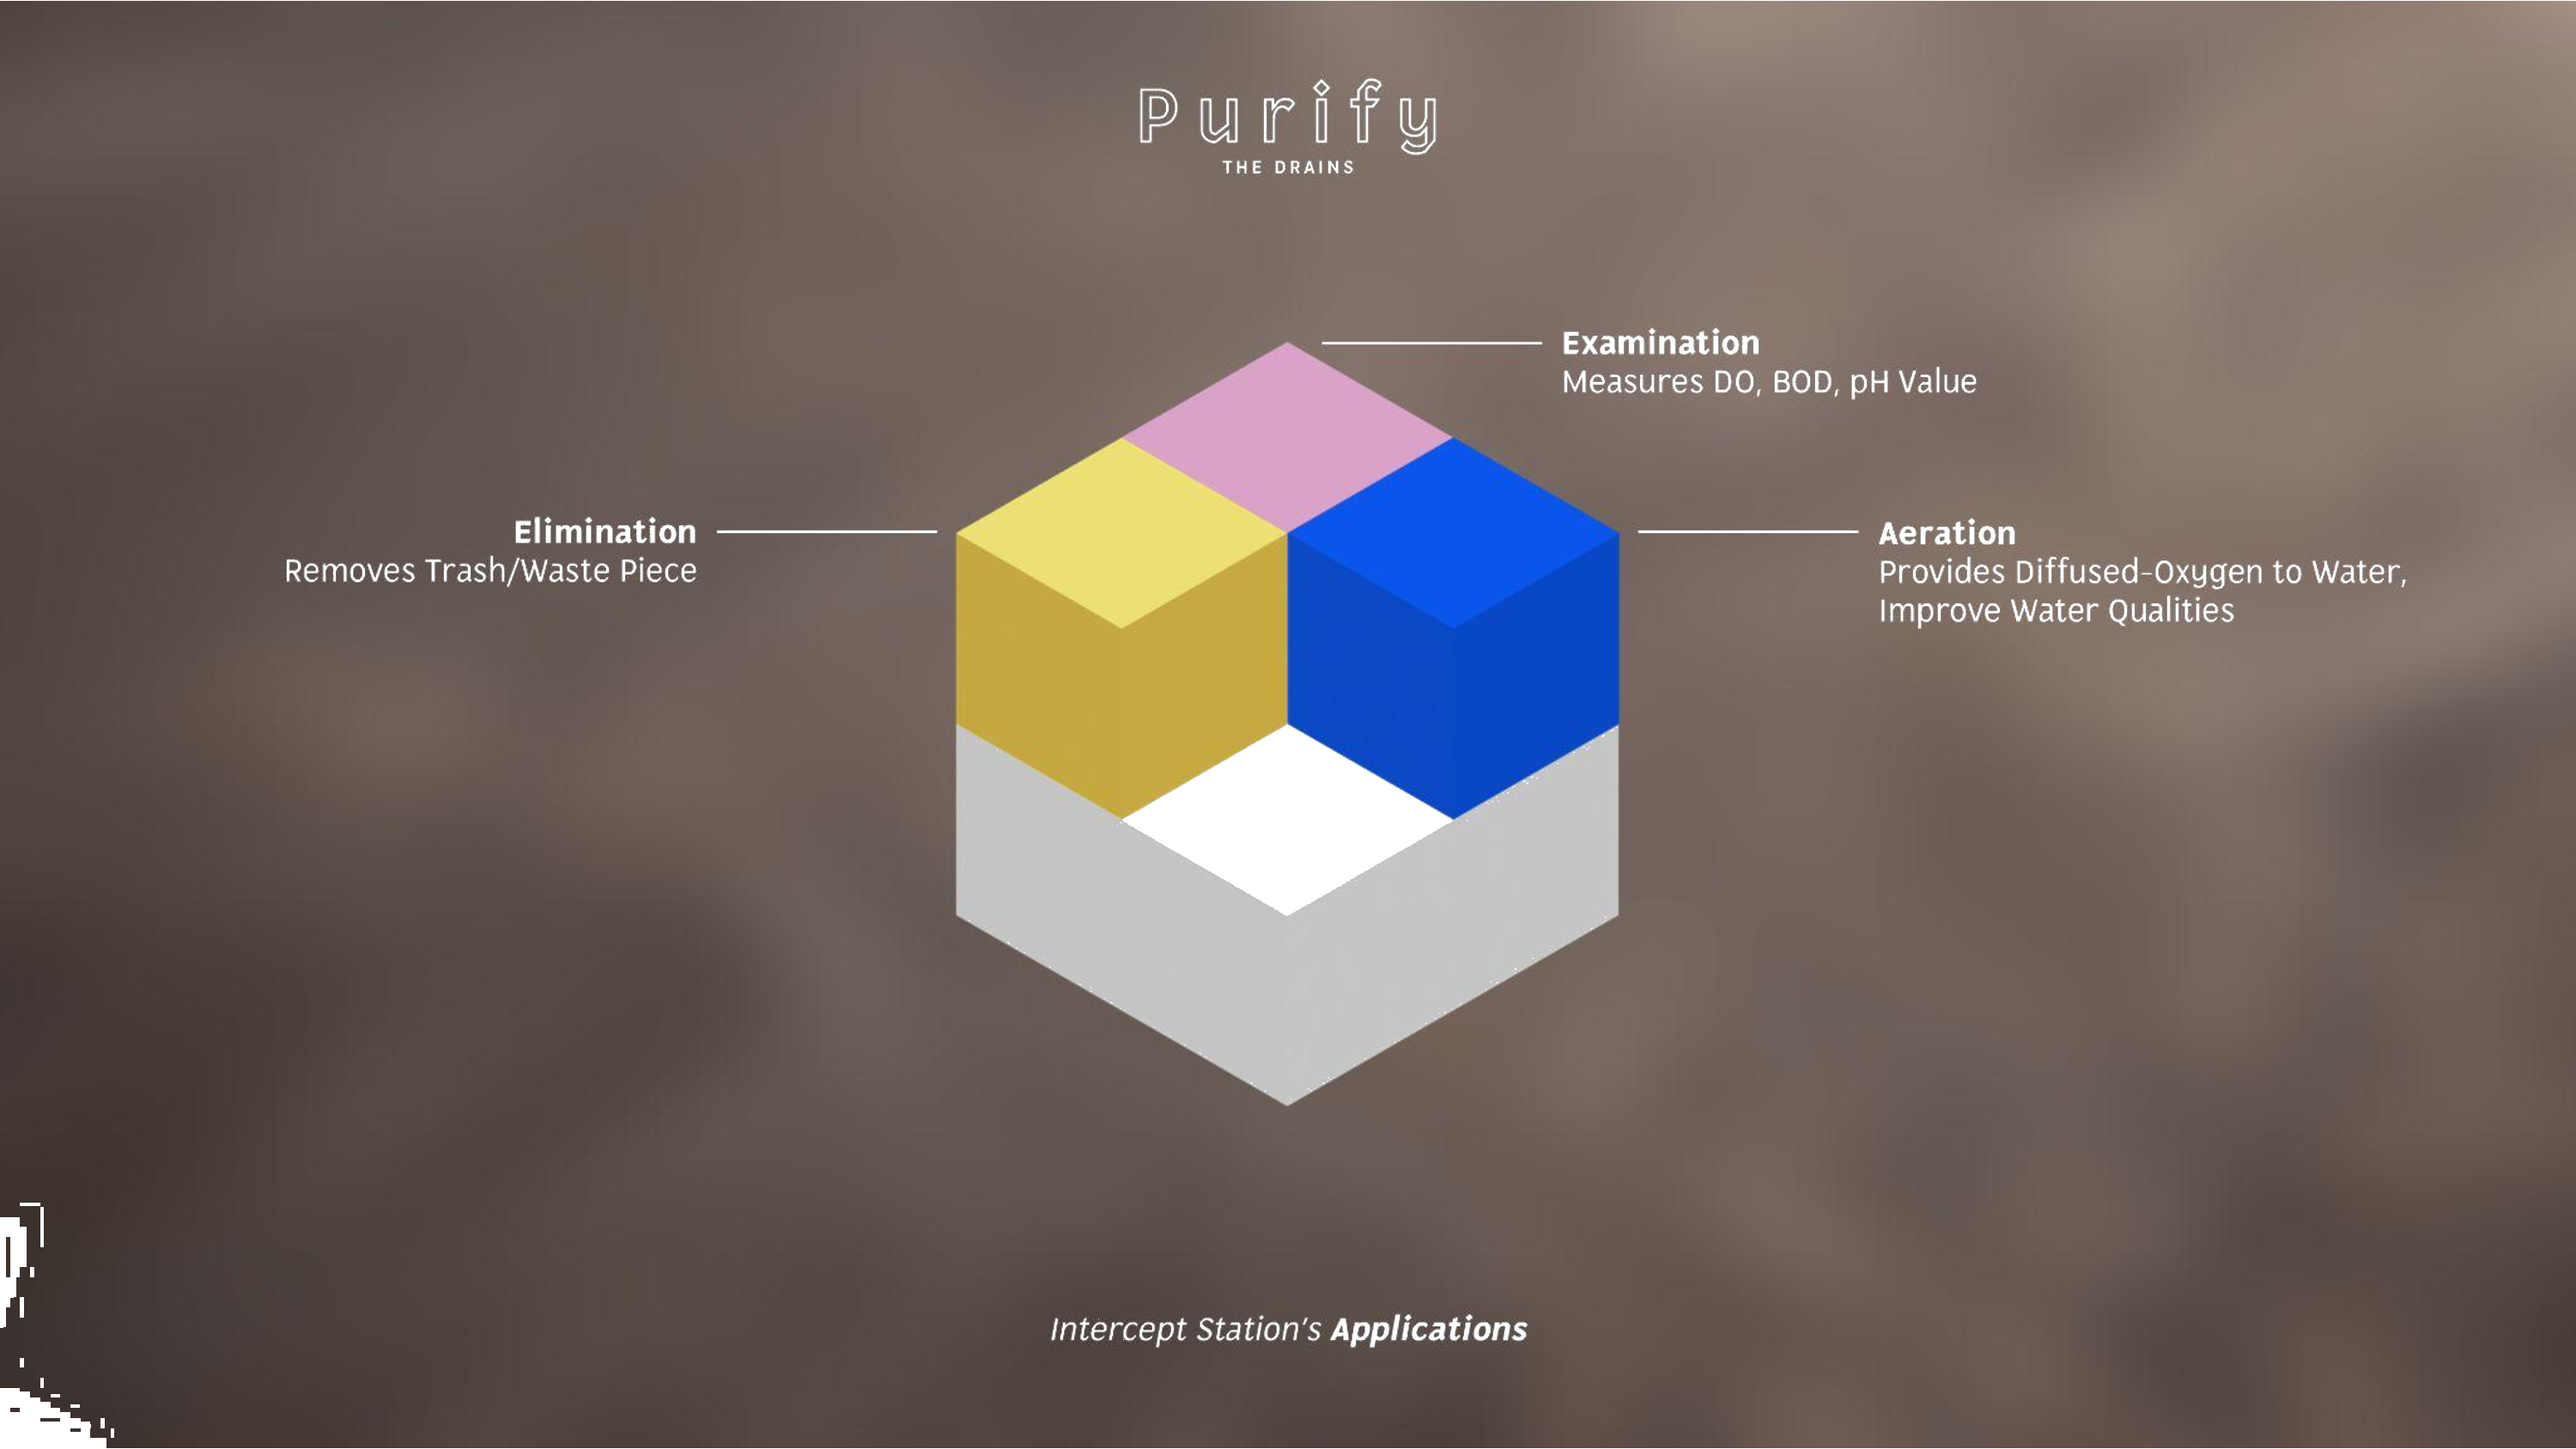 Purify
THE DRAINS
Examination
Measures DO, BOD, pH Value
Elimination
Removes Trash/Waste Piece
Aeration
Provides Diffused-Oxygen to Water,
Improve Water Qualities
Intercept Station's Applications